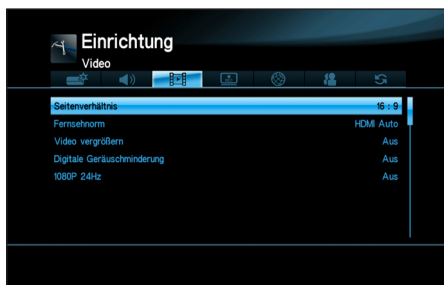 Einrichtung
Video
Seitenverhältnis 16 : 9
Fernsehnorm HDMI Auto
Video vergrößern Aus
Digitale Geräuschminderung Aus
1080P 24Hz Aus